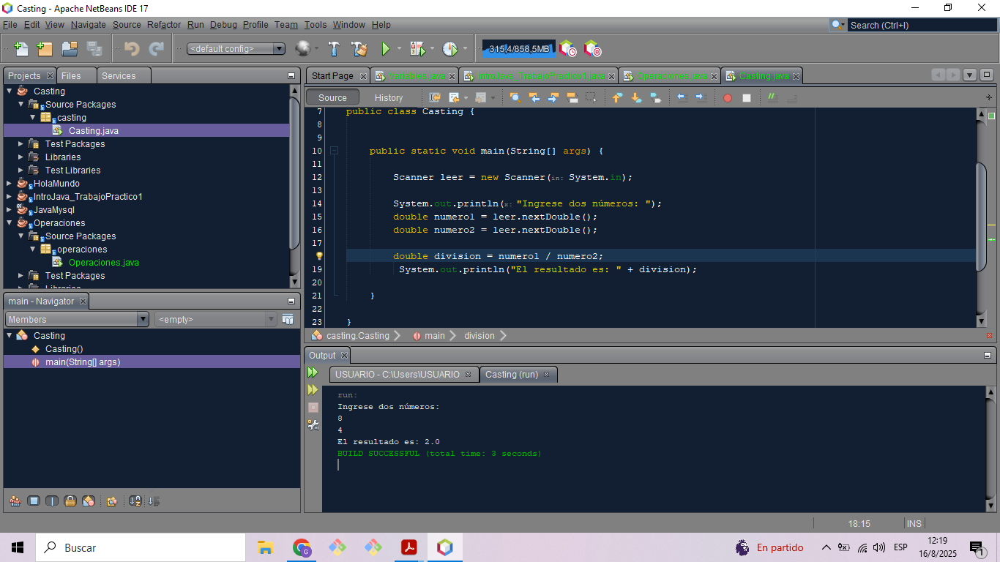 Casting - Apache NetBeans IDE 17
File Edit View Navigate Source Refactor Run Debug Profile Team Tools Window Help
Search (Ctrl+I)
<default config>
315,4/858,5MB
Projects Files Services
Casting
Source Packages
casting
Casting.java
Test Packages
Libraries
Test Libraries
HolaMundo
IntroJava_TrabajoPractico1
JavaMysql
Operaciones
Source Packages
operaciones
Operaciones.java
Test Packages
Libraries
main - Navigator
Members
<empty>
Casting
Casting()
main(String[] args)
Start Page Variables.java IntroJava_TrabajoPractico1.java Operaciones.java Casting.java
Source History
7 public class Casting {
8
9
10 public static void main(String[] args) {
11
12 Scanner leer = new Scanner(in: System.in);
13
14 System.out.println(x: "Ingrese dos números: ");
15 double numero1 = leer.nextDouble();
16 double numero2 = leer.nextDouble();
17
double division = numero1 / numero2;
19 System.out.println("El resultado es: " + division);
20
21 }
22
23 }
casting.Casting main division
Output
USUARIO - C:\Users\USUARIO Casting (run)
run:
Ingrese dos números:
8
4
El resultado es: 2.0
BUILD SUCCESSFUL (total time: 3 seconds)
18:15 INS
Buscar
G
En partido
ESP
12:19
16/8/2025
1